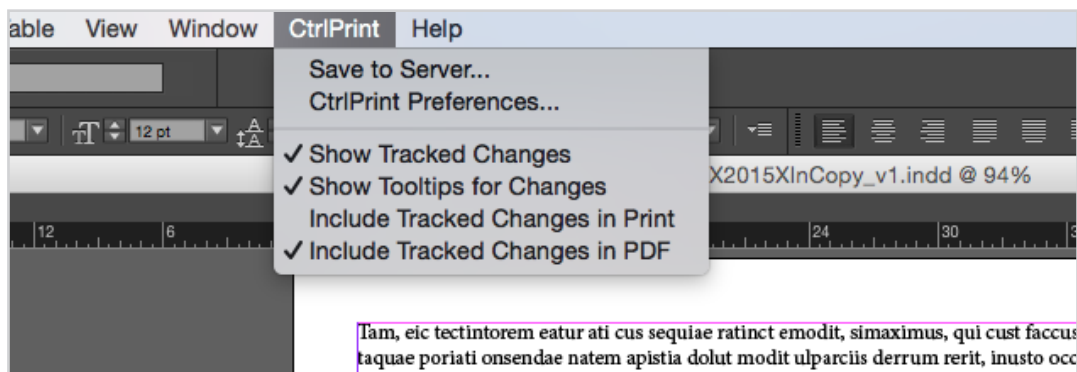 able View Window CtrlPrint Help
Save to Server...
CtrlPrint Preferences...
12 pt
✓ Show Tracked Changes
✓ Show Tooltips for Changes
Include Tracked Changes in Print
✓ Include Tracked Changes in PDF
X2015XInCopy_v1.indd @ 94%
12 6 24 30 3
Tam, eic tectintorem eatur ati cus sequiae ratinct emodit, simaximus, qui cust faccus
taquae poriati onsendae natem apistia dolut modit ulparciis derrum rerit, inusto occ